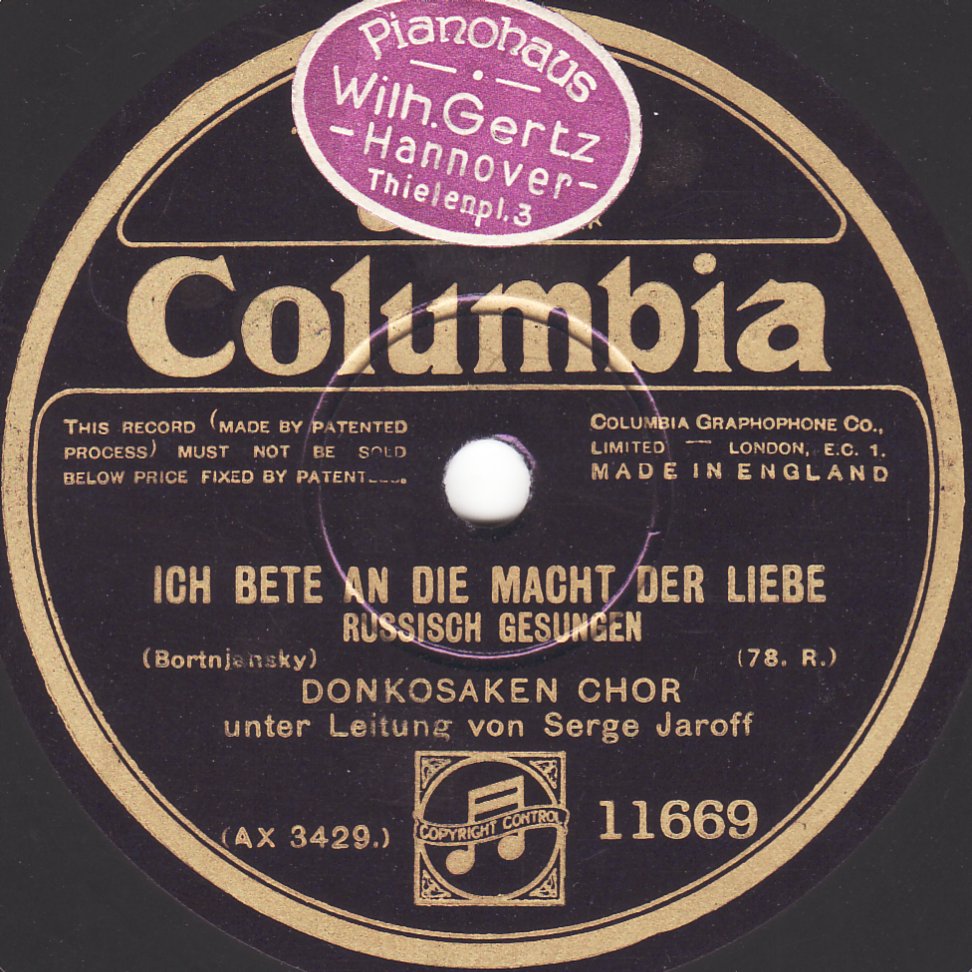 Pianohaus
Wilh. Gertz
- Hannover -
Thielenpl. 3
Columbia
THIS RECORD (MADE BY PATENTED
PROCESS) MUST NOT BE SOLD
BELOW PRICE FIXED BY
COLUMBIA GRAPHOPHONE CO.,
LIMITED — LONDON, E.C. 1.
MADE IN ENGLAND
ICH BETE AN DIE MACHT DER LIEBE
RUSSISCH GESUNGEN
(Bortnjansky) (78. R.)
DONKOSAKEN CHOR
unter Leitung von Serge Jaroff
(AX 3429.)
COPYRIGHT CONTROL
11669